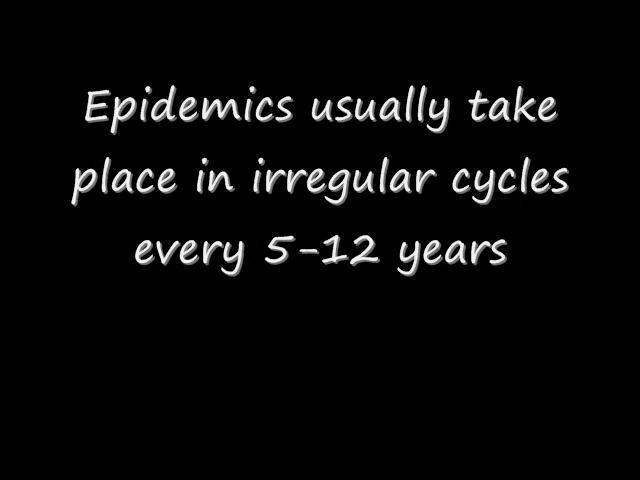 Epidemics usually take
place in irregular cycles
every 5-12 years